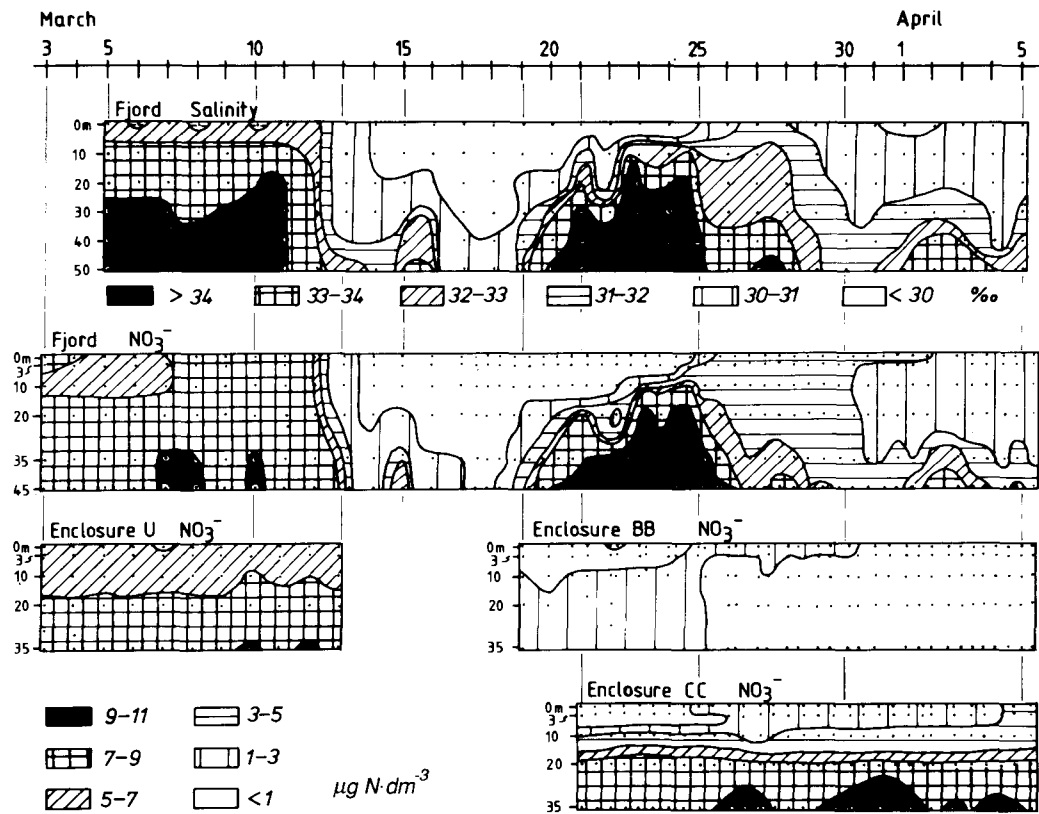 March April
3 5 10 15 20 25 30 1 5
Fjord Salinity
0m
10
20
30
40
50
> 34 33-34 32-33 31-32 30-31 < 30 ‰
Fjord NO3⁻
0m
3
10
20
35
45
Enclosure U NO3⁻
0m
3
10
20
35
Enclosure BB NO3⁻
0m
3
10
20
35
Enclosure CC NO3⁻
0m
3
10
20
35
9-11 3-5
7-9 1-3
5-7 <1
µg N·dm⁻³